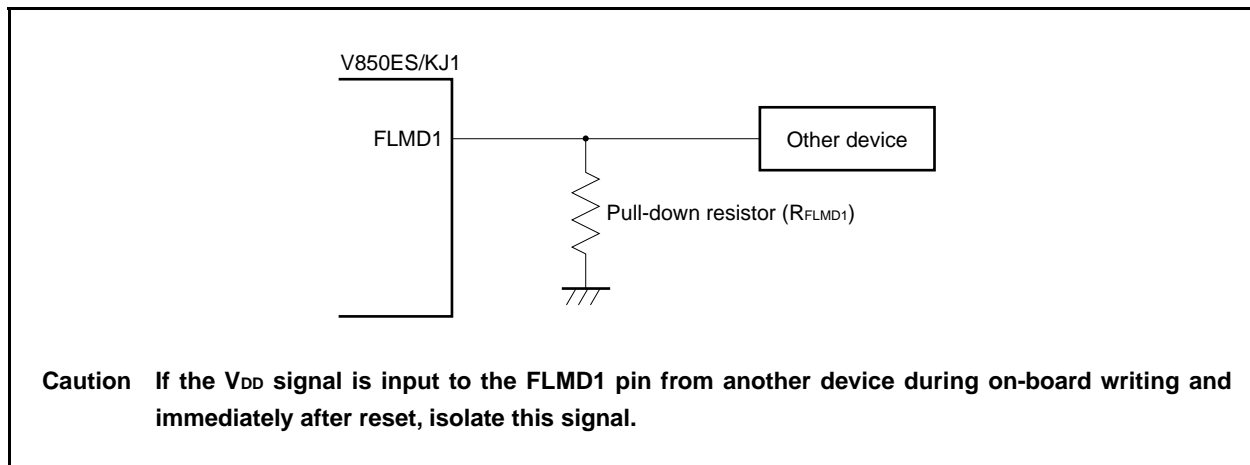 V850ES/KJ1
FLMD1
Other device
Pull-down resistor (RFLMD1)
Caution If the VDD signal is input to the FLMD1 pin from another device during on-board writing and
immediately after reset, isolate this signal.